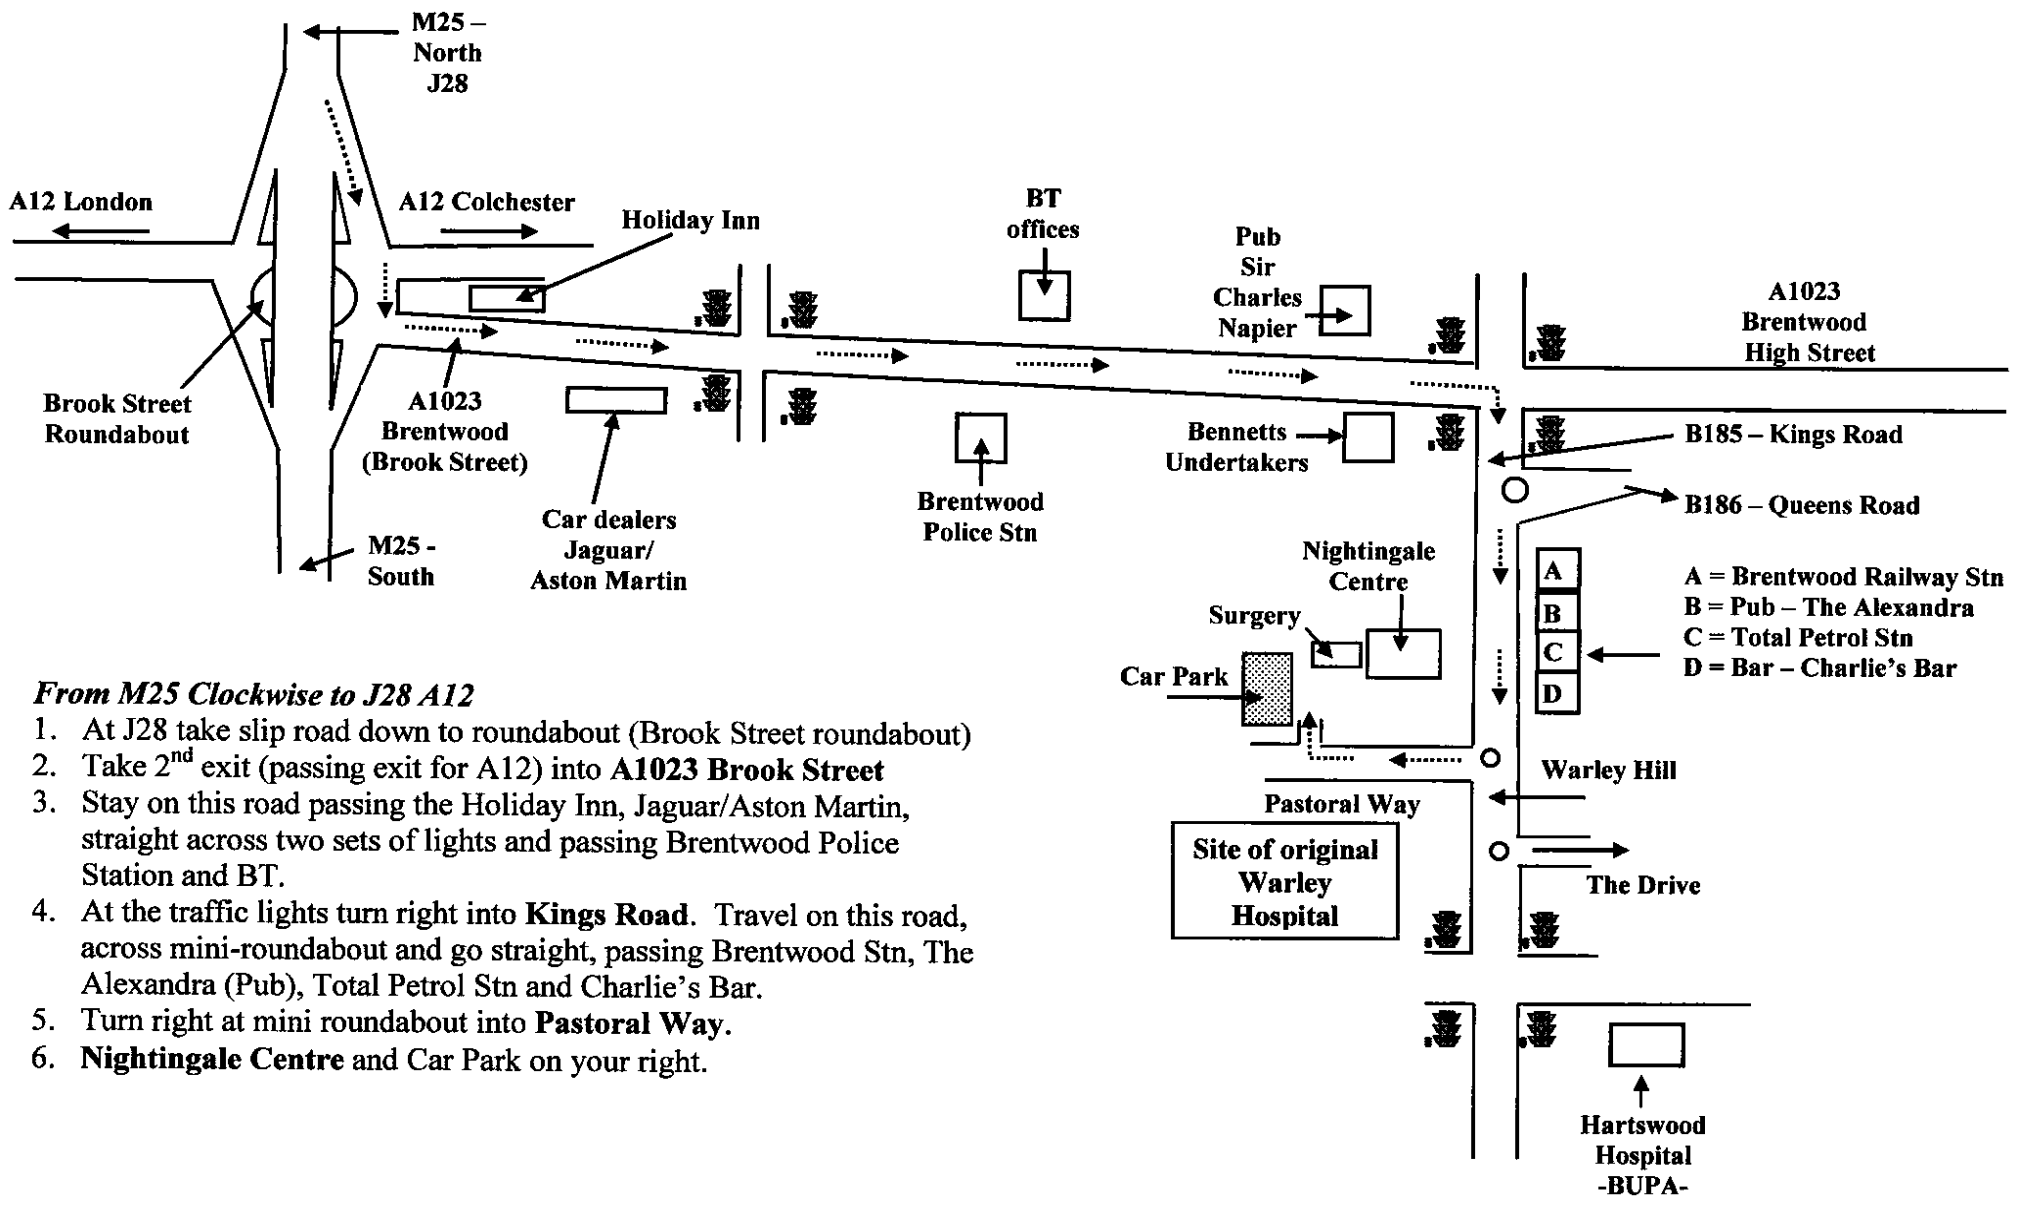 M25 –
North
J28
A12 London
A12 Colchester
Holiday Inn
BT
offices
Pub
Sir
Charles
Napier
A1023
Brentwood
High Street
Brook Street
Roundabout
A1023
Brentwood
(Brook Street)
Car dealers
Jaguar/
Aston Martin
M25 -
South
Brentwood
Police Stn
Bennetts
Undertakers
B185 – Kings Road
B186 – Queens Road
Nightingale
Centre
Surgery
Car Park
A
B
C
D
A = Brentwood Railway Stn
B = Pub – The Alexandra
C = Total Petrol Stn
D = Bar – Charlie's Bar
Warley Hill
Pastoral Way
Site of original
Warley
Hospital
The Drive
Hartswood
Hospital
-BUPA-
From M25 Clockwise to J28 A12
1. At J28 take slip road down to roundabout (Brook Street roundabout)
2. Take 2nd exit (passing exit for A12) into A1023 Brook Street
3. Stay on this road passing the Holiday Inn, Jaguar/Aston Martin,
straight across two sets of lights and passing Brentwood Police
Station and BT.
4. At the traffic lights turn right into Kings Road. Travel on this road,
across mini-roundabout and go straight, passing Brentwood Stn, The
Alexandra (Pub), Total Petrol Stn and Charlie's Bar.
5. Turn right at mini roundabout into Pastoral Way.
6. Nightingale Centre and Car Park on your right.